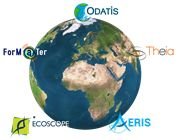 ODATIS
ForM@Ter
Theia
ECOSCOPE
AERIS